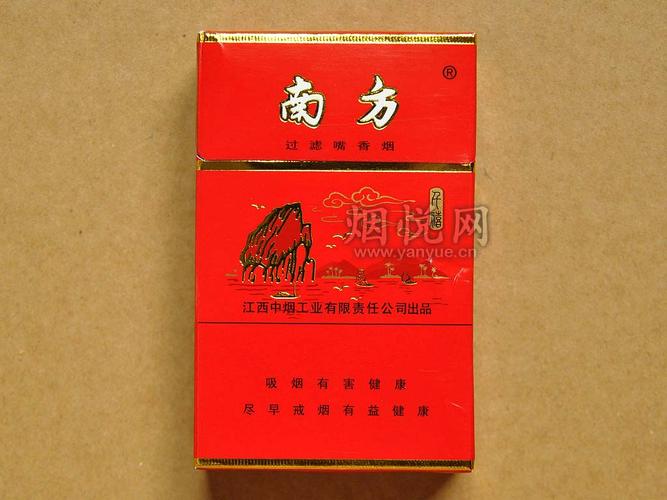 南方®
过滤嘴香烟
千禧
烟悦网
www.yanyue.cn
江西中烟工业有限责任公司出品
吸烟有害健康
尽早戒烟有益健康